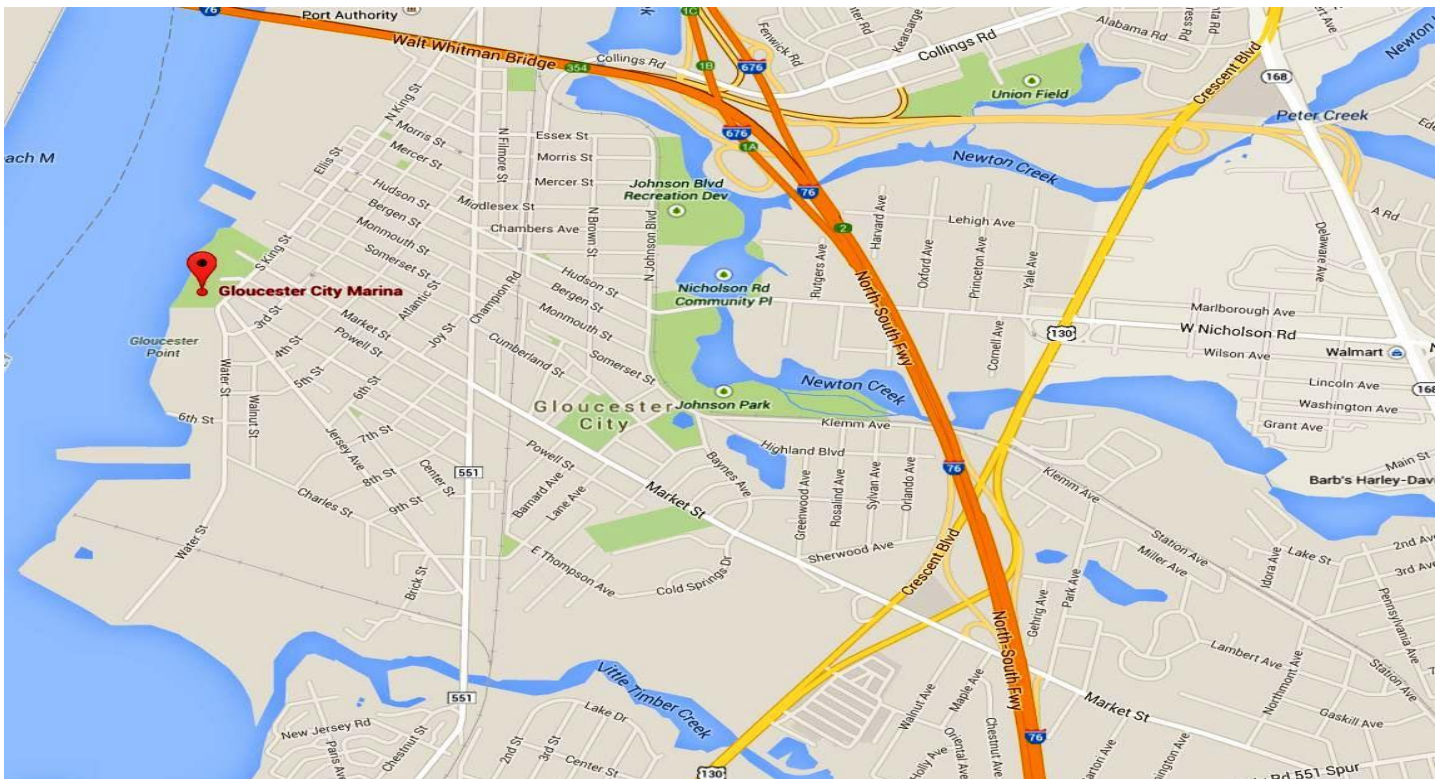 76
Port Authority
76
Walt Whitman Bridge
354
1C
1B
Collings Rd
676
Fenwick Rd
Kearsarge
Collings Rd
Alabama Rd
Union Field
Crescent Blvd
168
Newton
Peter Creek
each M
N King St
Morris St
Mercer St
Ellis St
N Filmore St
Essex St
Morris St
Mercer St
Middlesex St
Chambers Ave
N Brown St
N Johnson Blvd
Johnson Blvd
Recreation Dev
676
1A
76
2
Newton Creek
Lehigh Ave
Harvard Ave
Rutgers Ave
Oxford Ave
Princeton Ave
Yale Ave
Delaware Ave
A Rd
Hudson St
Bergen St
Monmouth St
Somerset St
S King St
Gloucester City Marina
Gloucester
Point
3rd St
4th St
5th St
6th St
Market St
Powell St
Atlantic St
Joy St
Champion Rd
Hudson St
Bergen St
Monmouth St
Somerset St
Cumberland St
Nicholson Rd
Community Pl
North-South Fwy
Marlborough Ave
W Nicholson Rd
130
Cornell Ave
Wilson Ave
Walmart
168
Lincoln Ave
Washington Ave
Grant Ave
Water St
Walnut St
6th St
7th St
8th St
9th St
Jersey Ave
Center St
Charles St
Water St
Brick St
551
Gloucester
City
Johnson Park
Newton Creek
Klemm Ave
Highland Blvd
Baynes Ave
Powell St
Barnard Ave
Lane Ave
Market St
Greenwood Ave
Rosalind Ave
Sylvan Ave
Orlando Ave
76
Klemm Ave
Main St
Barb's Harley-Dav
E Thompson Ave
Cold Springs Dr
Sherwood Ave
Crescent Blvd
Station Ave
Miller Ave
Idora Ave
Lake St
2nd Av
3rd Ave
Pennsylvania Ave
Park Ave
Gehrig Ave
North-South Fwy
Lambert Ave
Station Ave
Northmont Ave
Gaskill Ave
Market St
551
Little Timber Creek
New Jersey Rd
Paris Ave
Chestnut St
2nd St
3rd St
Lake Dr
Center St
130
Walnut Ave
Maple Ave
Holly Ave
Oriental Ave
Chestnut Ave
76
Rd 551 Spur